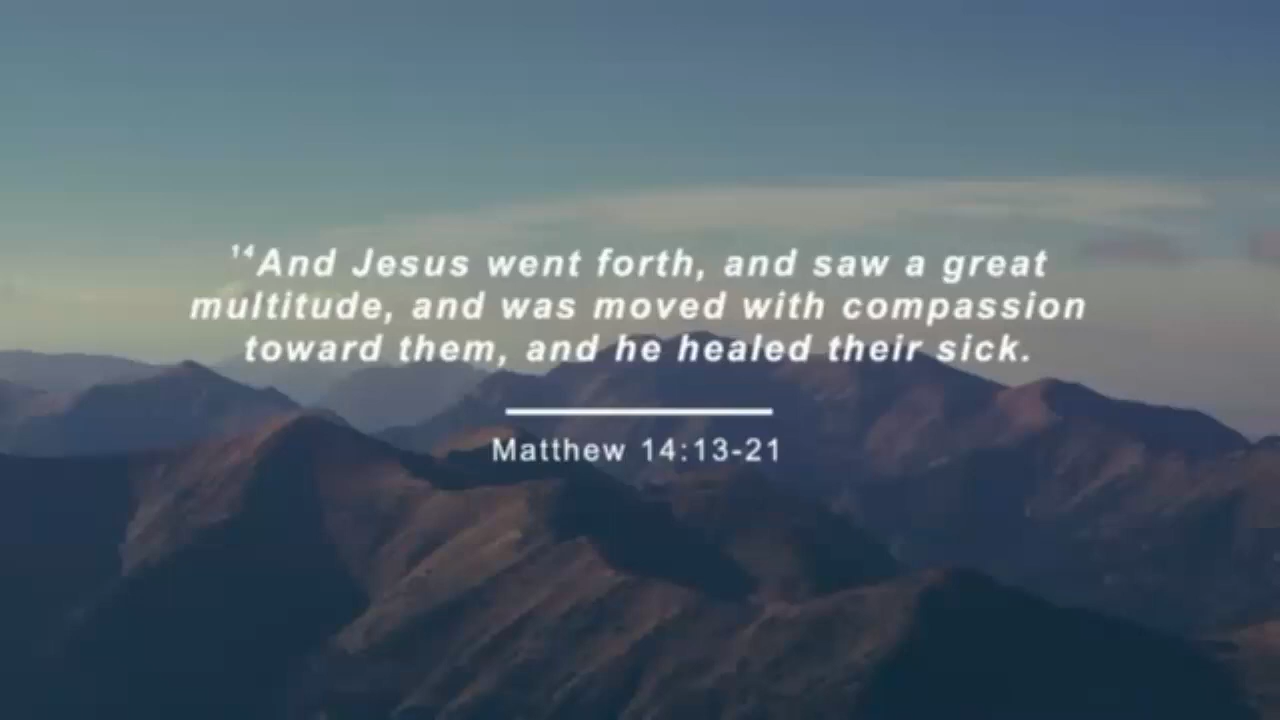 ¹⁴And Jesus went forth, and saw a great
multitude, and was moved with compassion
toward them, and he healed their sick.
Matthew 14:13-21